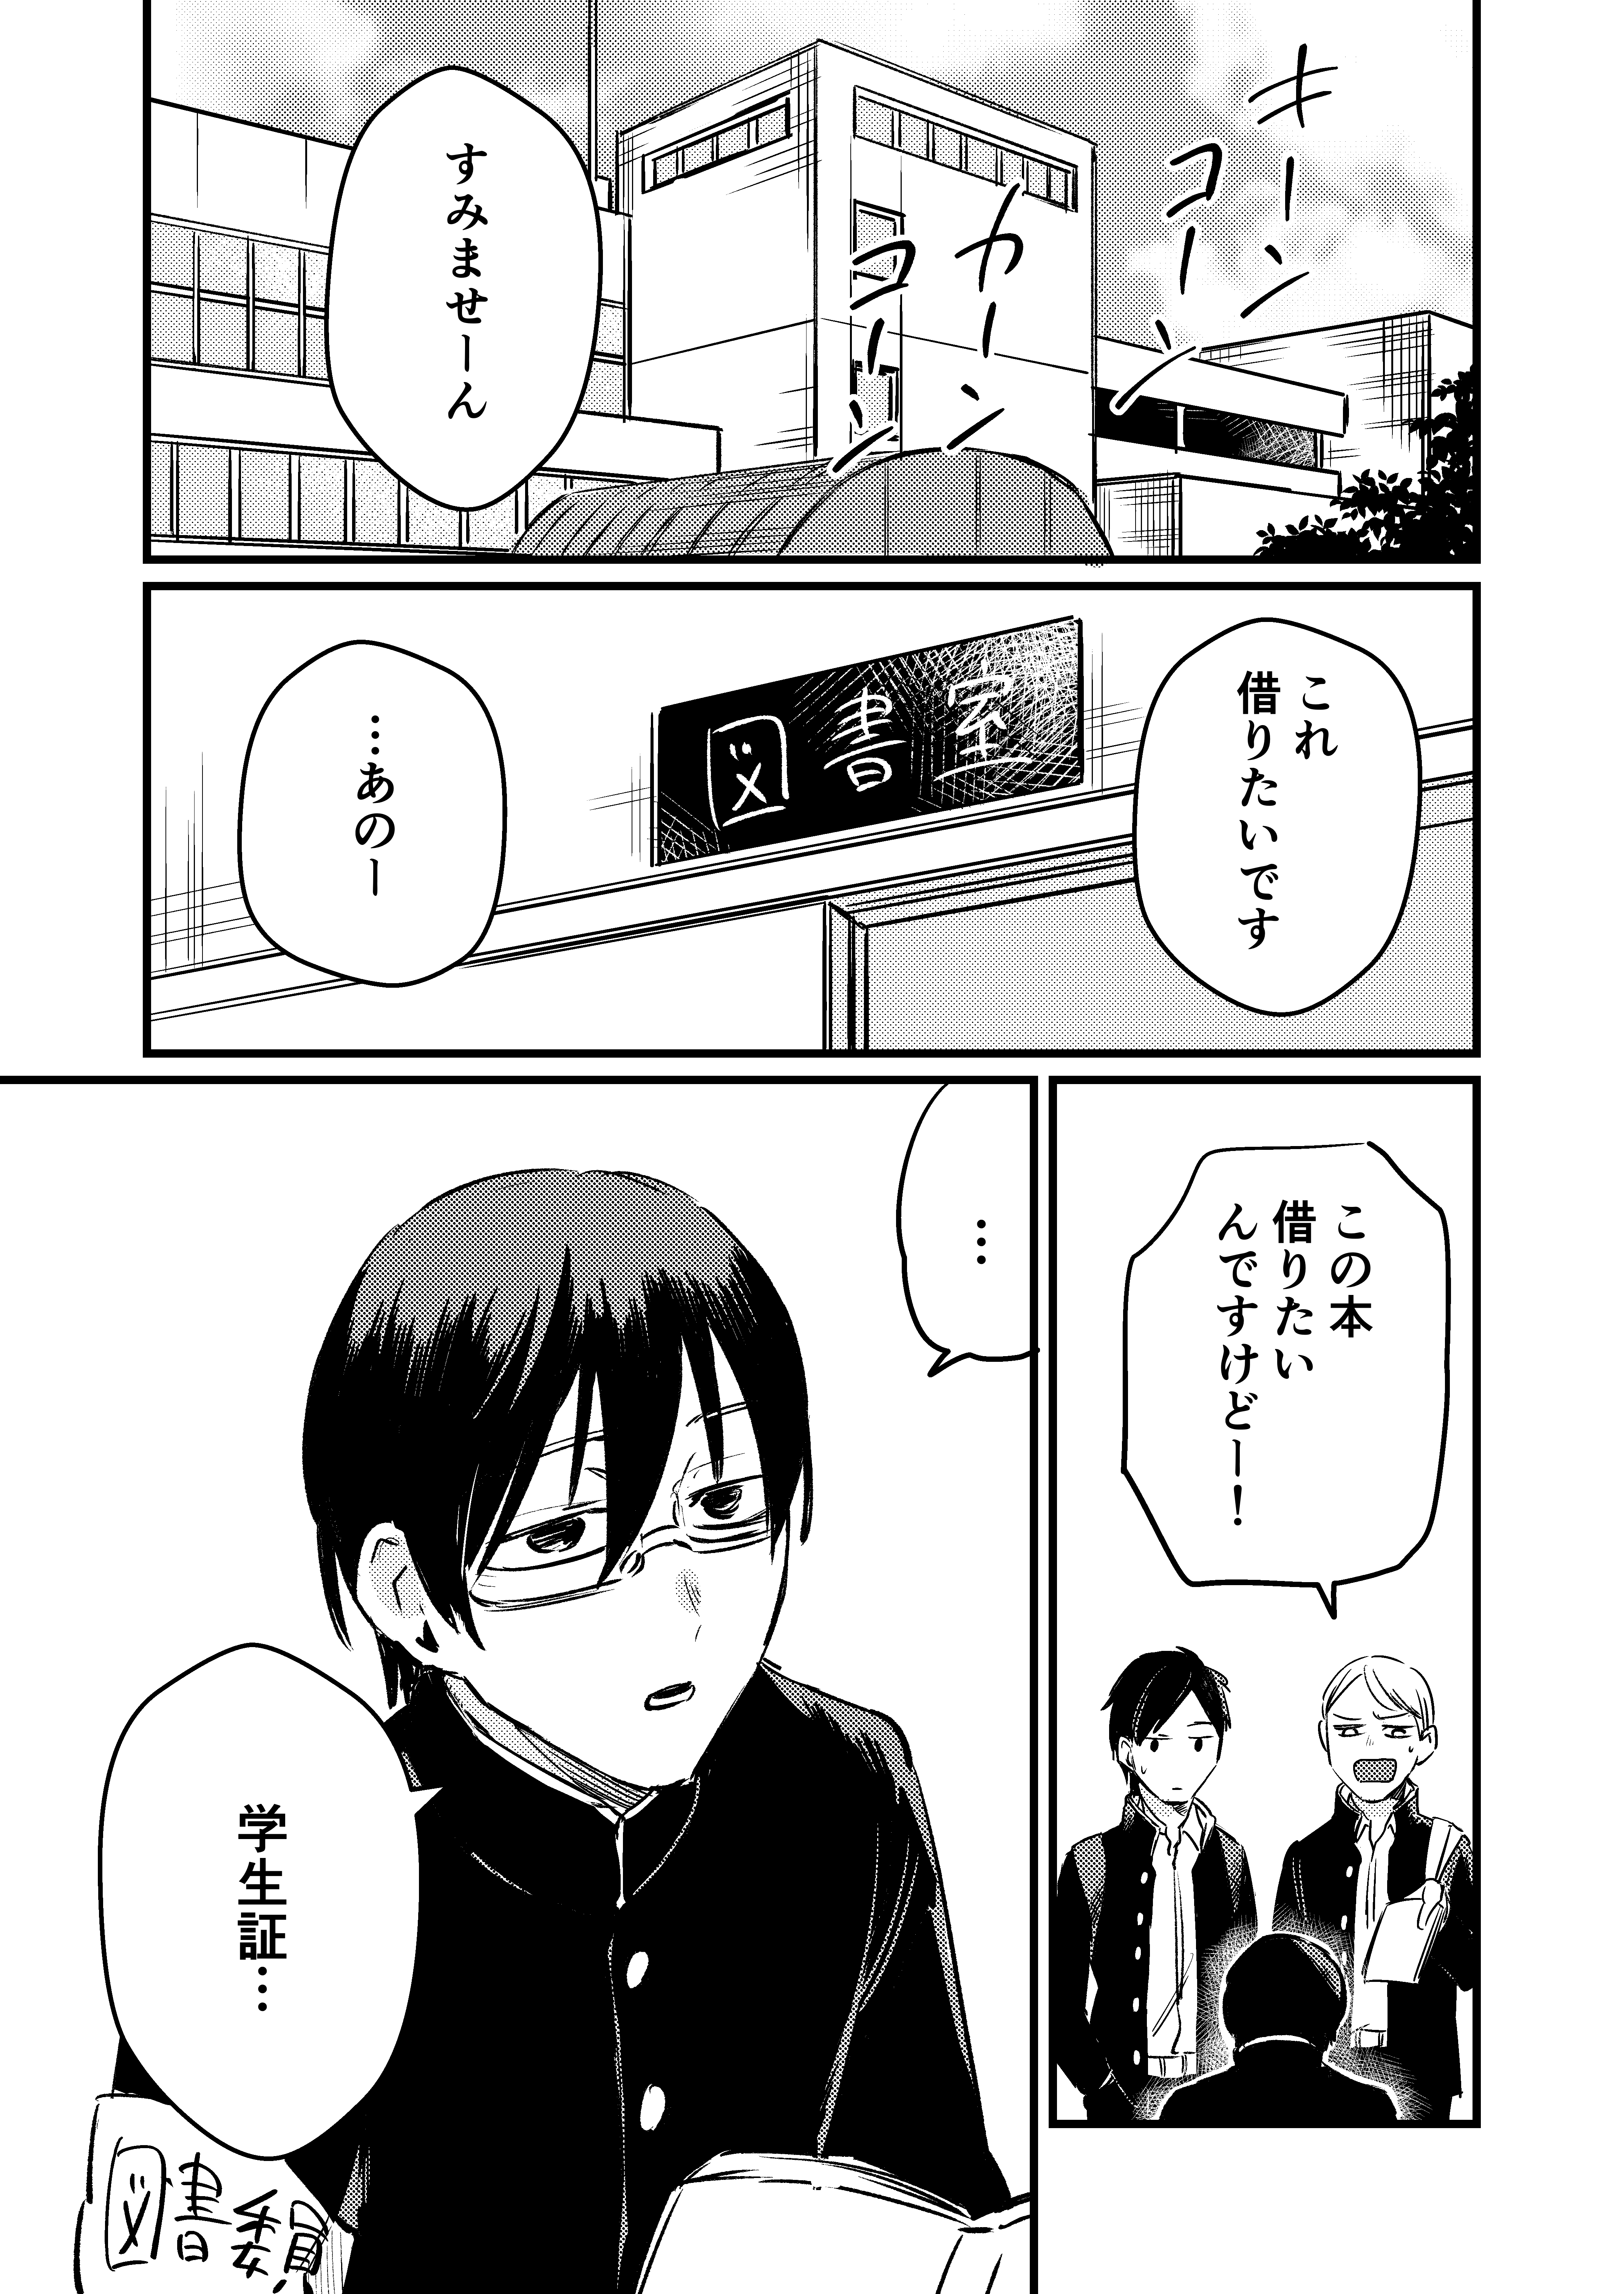 キーン
コーン
カーン
コーン
すみませーん
これ
借りたいです
図書室
…あのー
この本
借りたい
んですけどー！
…
学生証…
図書委員